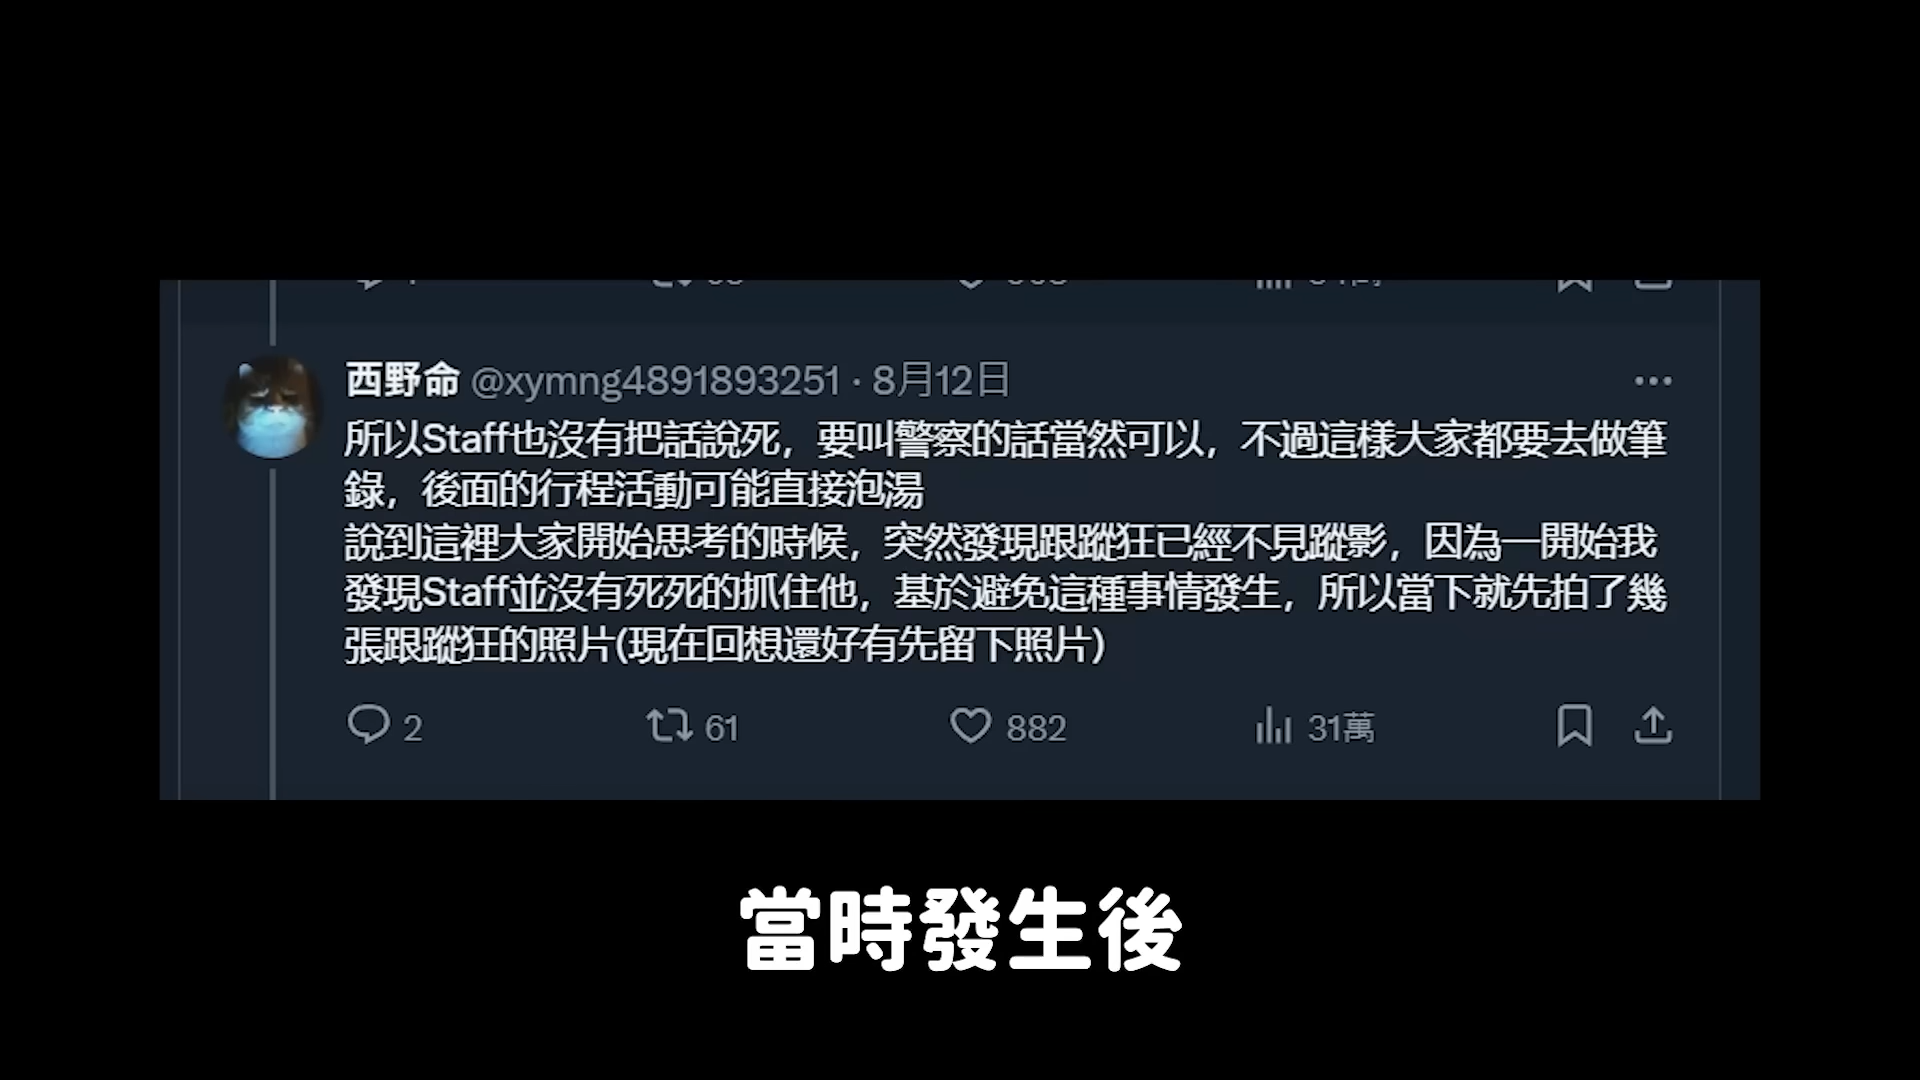 西野命 @xymng4891893251 · 8月12日
所以Staff也沒有把話說死，要叫警察的話當然可以，不過這樣大家都要去做筆
錄，後面的行程活動可能直接泡湯
說到這裡大家開始思考的時候，突然發現跟蹤狂已經不見蹤影，因為一開始我
發現Staff並沒有死死的抓住他，基於避免這種事情發生，所以當下就先拍了幾
張跟蹤狂的照片(現在回想還好有先留下照片)
2 61 882 31萬
當時發生後